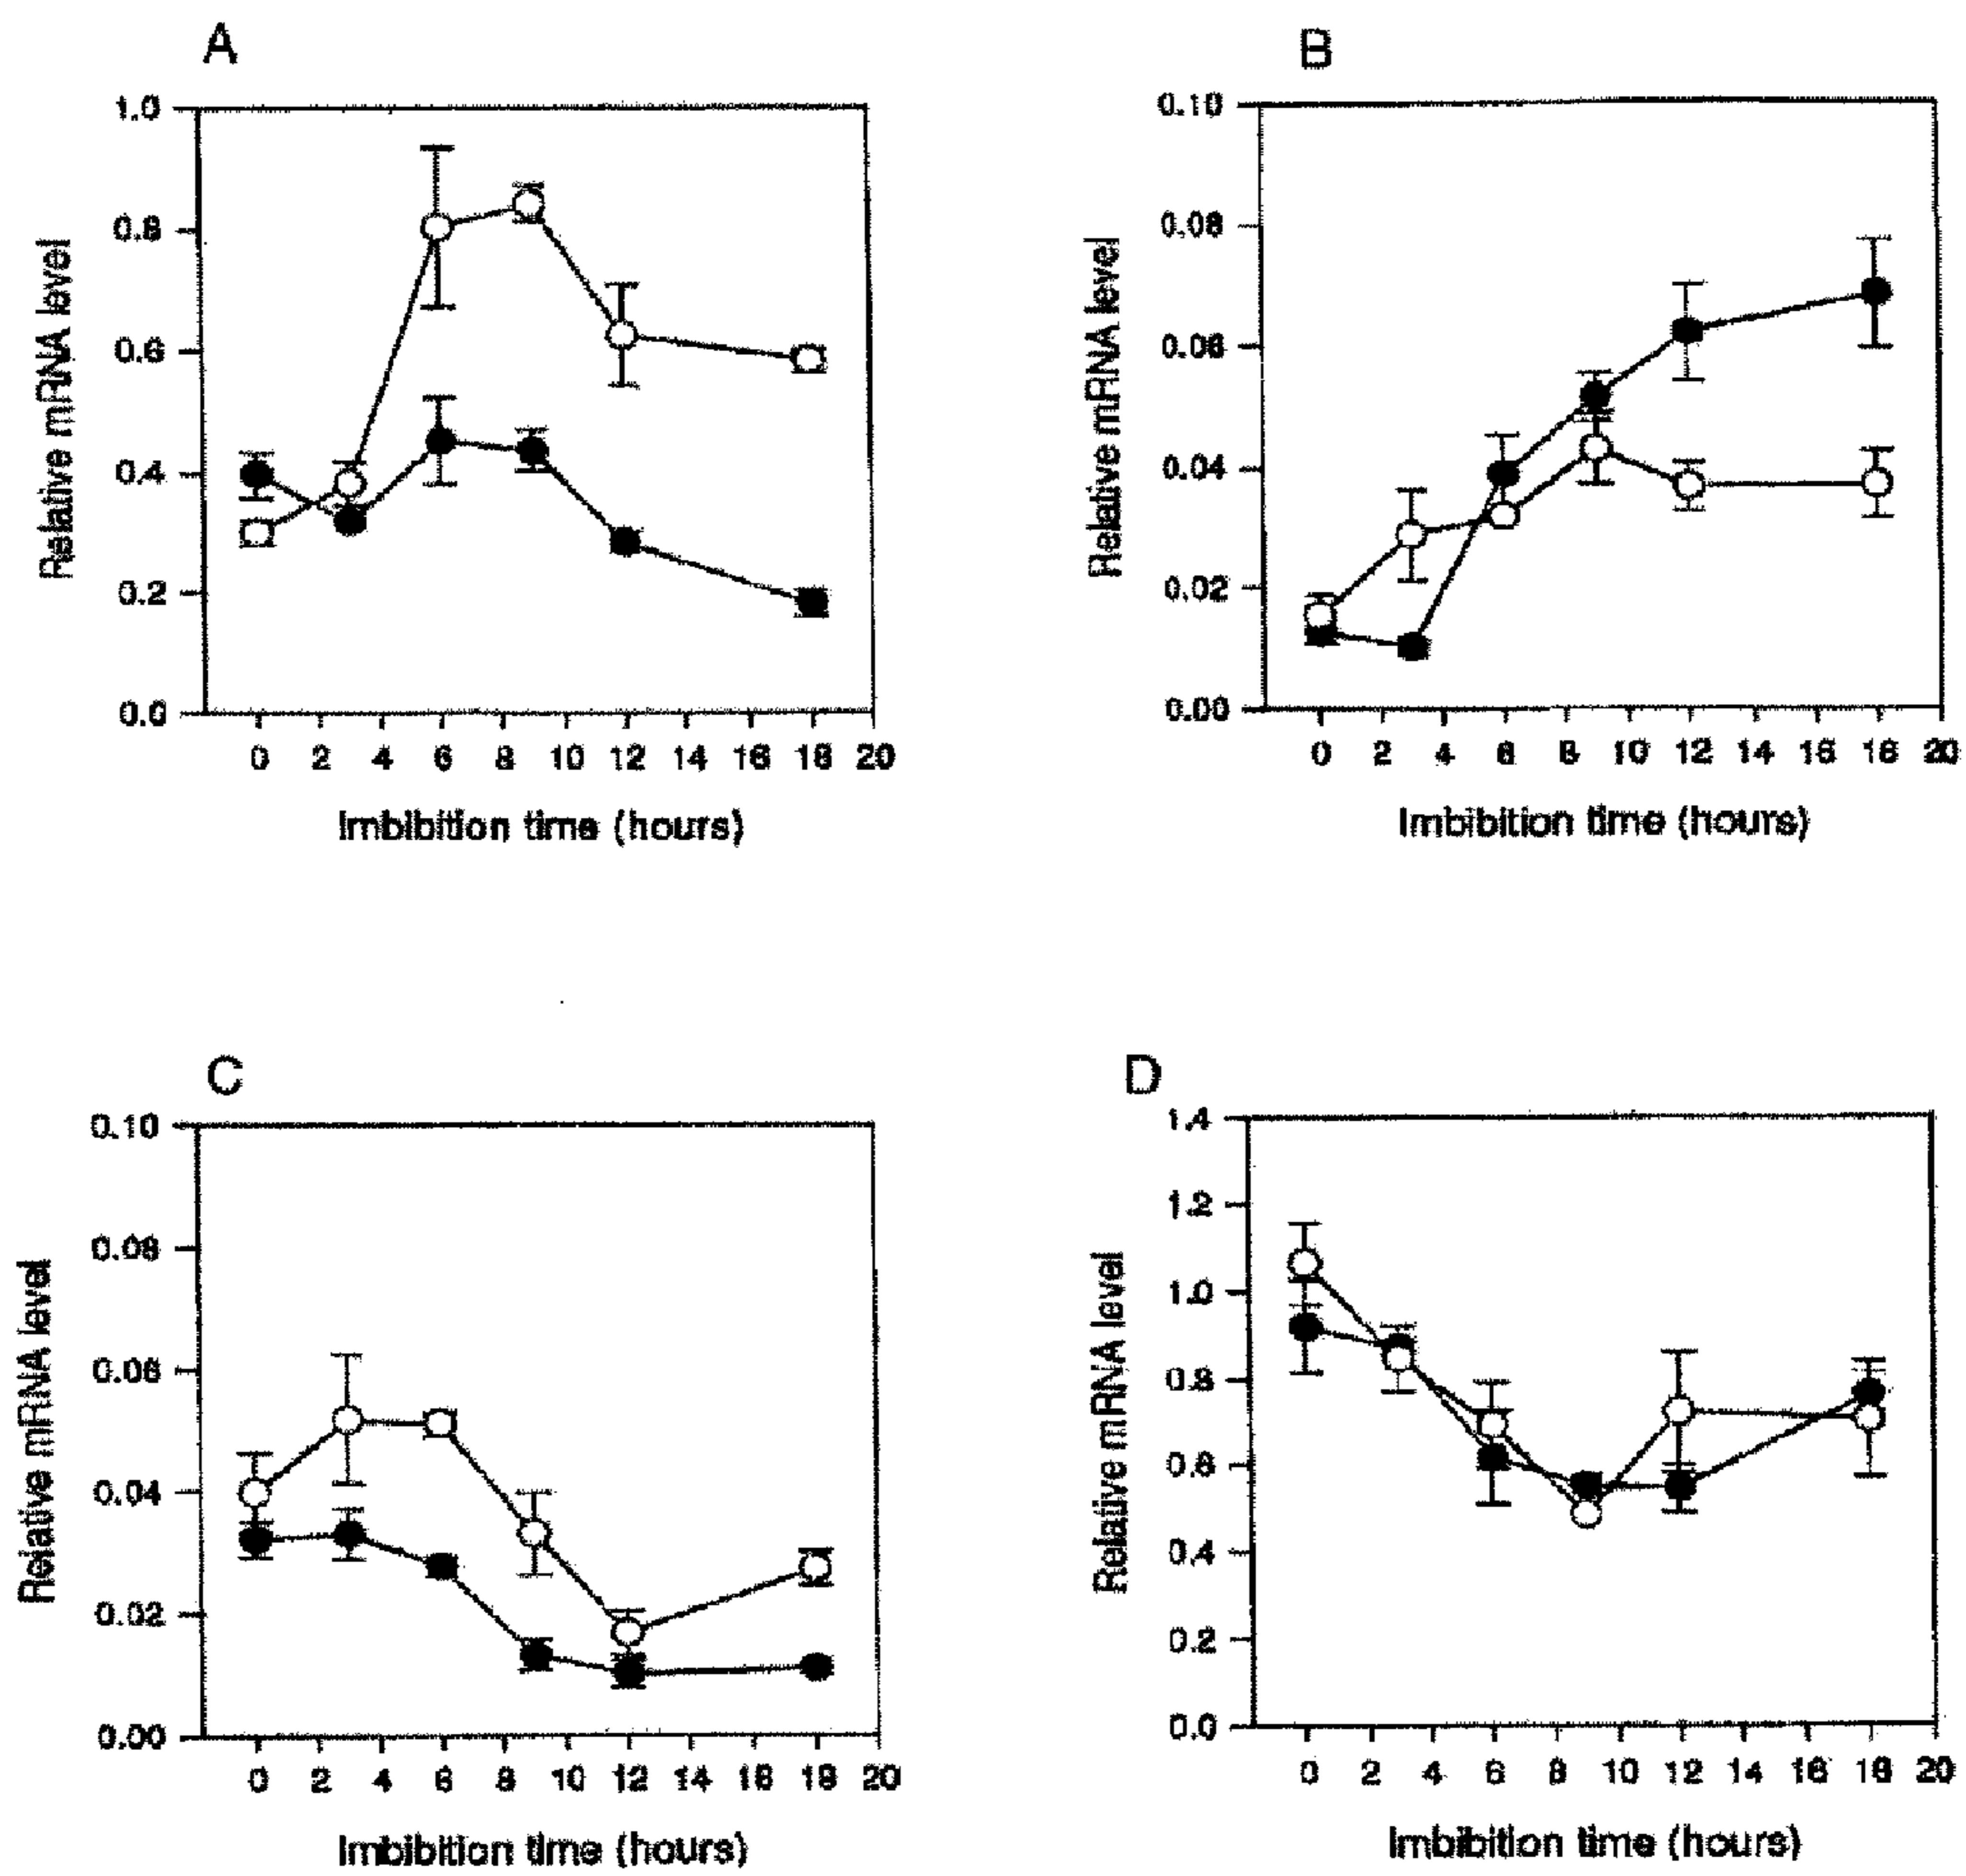 A
1.0
0.8
0.6
0.4
0.2
0.0
Relative mRNA level
0 2 4 6 8 10 12 14 16 18 20
Imbibition time (hours)
B
0.10
0.08
0.06
0.04
0.02
0.00
Relative mRNA level
0 2 4 6 8 10 12 14 16 18 20
Imbibition time (hours)
C
0.10
0.08
0.06
0.04
0.02
0.00
Relative mRNA level
0 2 4 6 8 10 12 14 16 18 20
Imbibition time (hours)
D
1.4
1.2
1.0
0.8
0.6
0.4
0.2
0.0
Relative mRNA level
0 2 4 6 8 10 12 14 16 18 20
Imbibition time (hours)